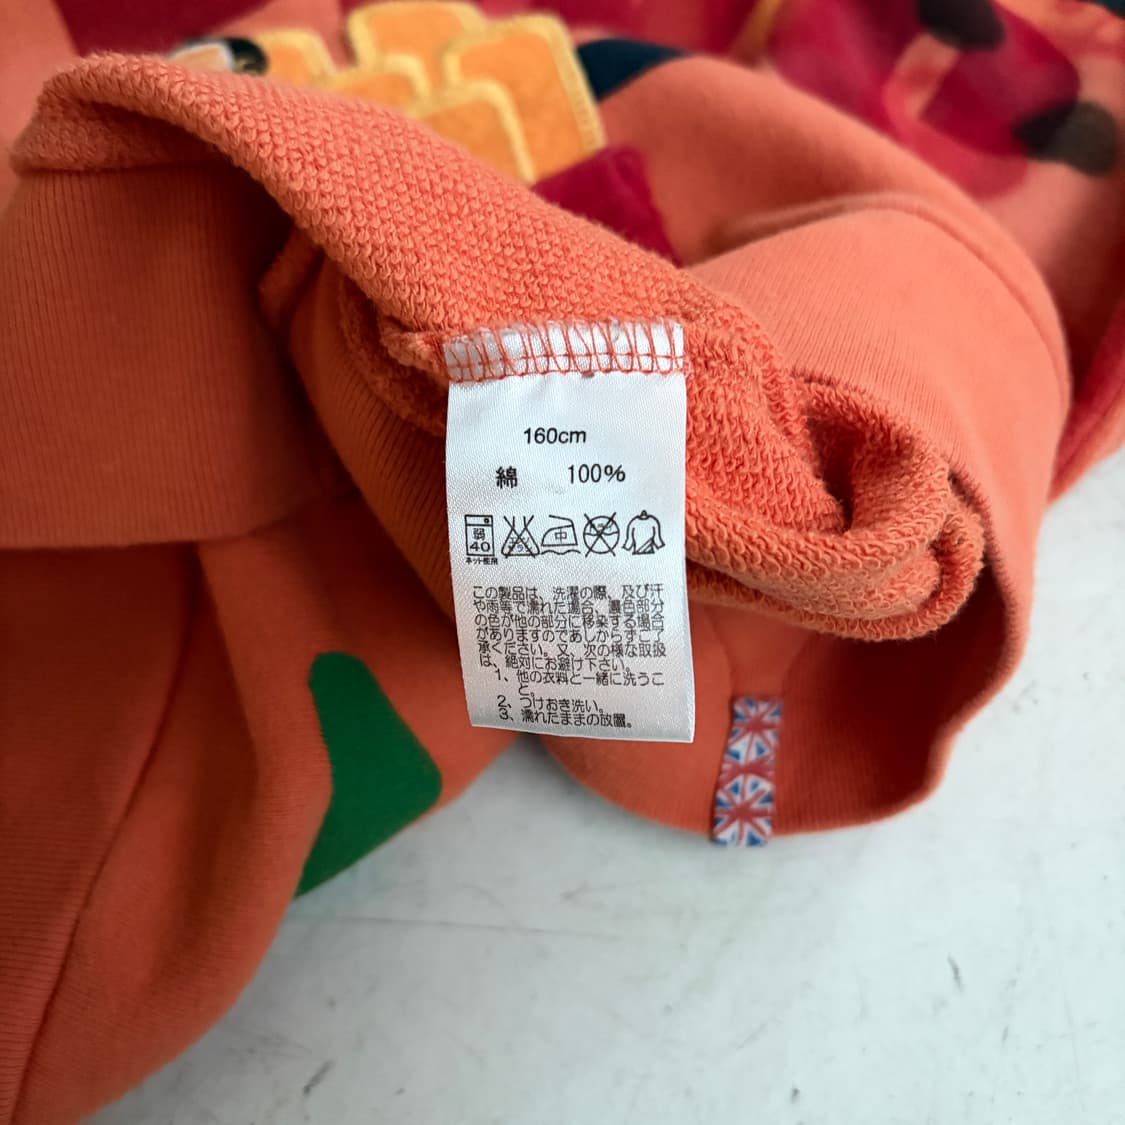 160cm
綿 100%
弱
40
ネット使用
中
この製品は、洗濯の際、及び汗
や雨等で濡れた場合、濃色部分
の色が他の部分に移染する場合
がありますのであしからずご了
承ください。又、次の様な取扱
は、絶対にお避け下さい。
1、他の衣料と一緒に洗うこ
と。
2、つけおき洗い。
3、濡れたままの放置。